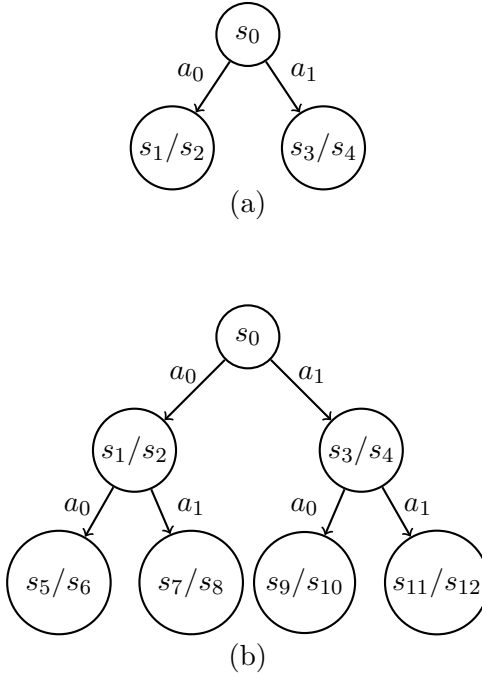 s₀
a₀ a₁
s₁/s₂ s₃/s₄
(a)
s₀
a₀ a₁
s₁/s₂ s₃/s₄
a₀ a₁ a₀ a₁
s₅/s₆ s₇/s₈ s₉/s₁₀ s₁₁/s₁₂
(b)